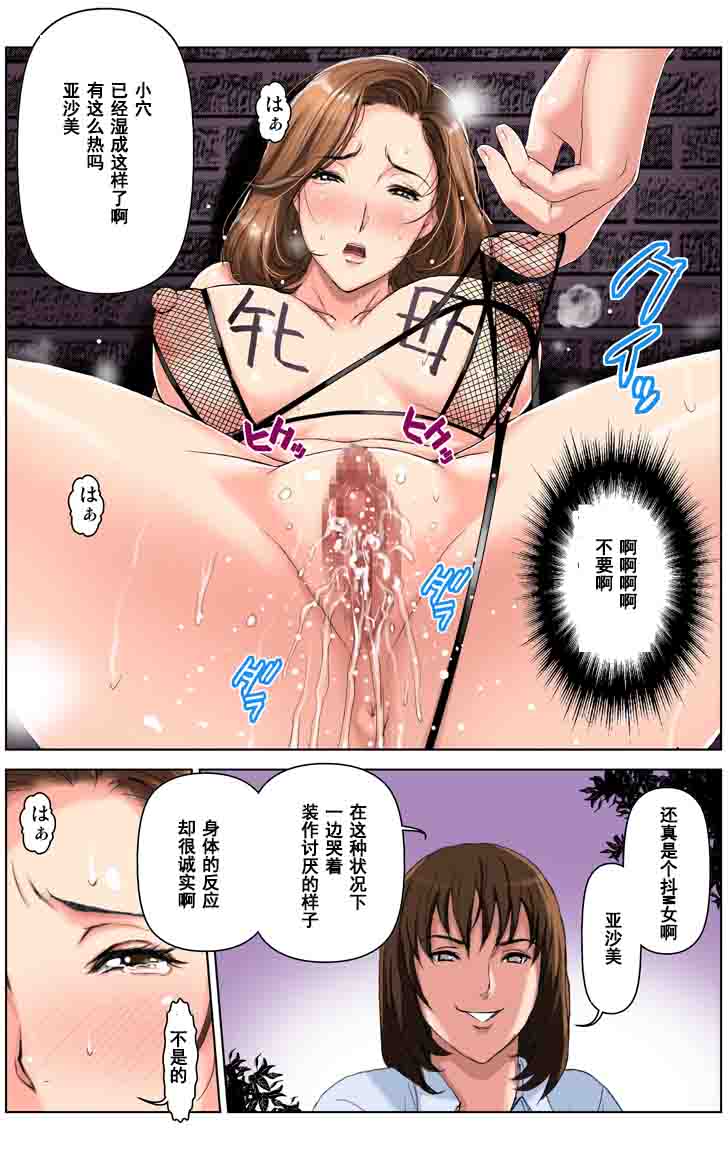 小穴
已经湿成这样了啊
有这么热吗
亚沙美
はぁ
クイッ
牝母
ヒクッ
ヒクッ
はぁ
啊啊啊啊
不要啊
还真是个抖M女啊
亚沙美
在这种状况下
一边哭着
装作讨厌的样子
身体的反应
却很诚实啊
はぁ
不是的